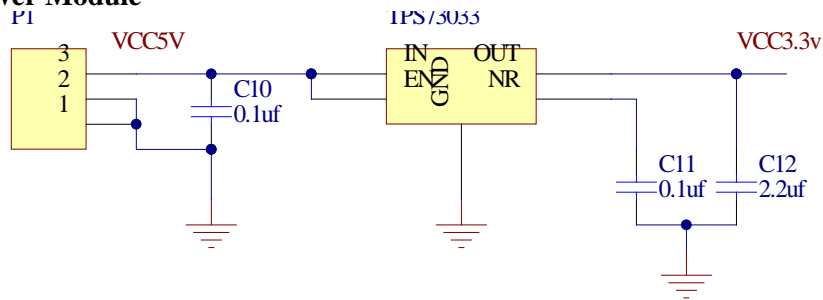 Module
P1
TPS73033
VCC5V
VCC3.3v
3
2
1
IN
OUT
EN
NR
GND
C10
0.1uf
C11
0.1uf
C12
2.2uf